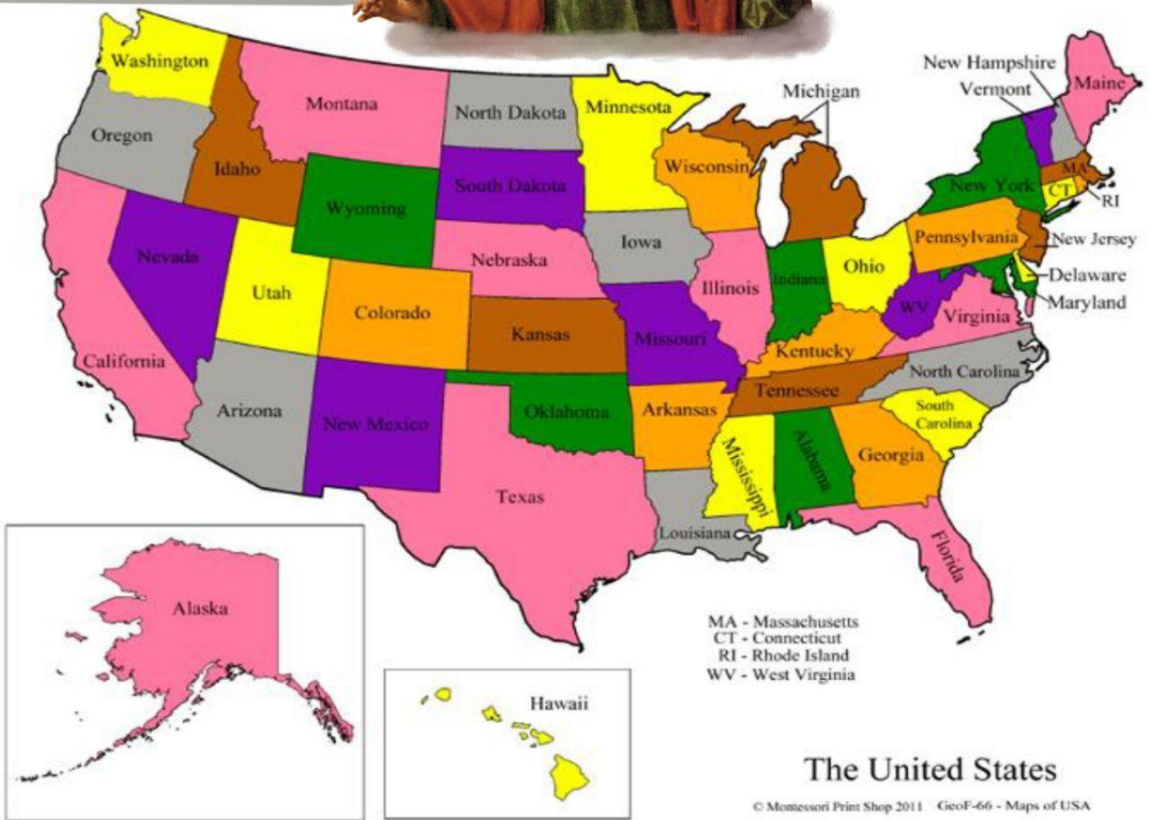 Washington
Montana
North Dakota
Minnesota
Michigan
New Hampshire
Vermont
Maine
Oregon
Idaho
Wyoming
South Dakota
Wisconsin
New York
MA
CT
RI
Nevada
Utah
Colorado
Nebraska
Iowa
Illinois
Indiana
Ohio
Pennsylvania
New Jersey
Delaware
Maryland
WV
Virginia
California
Kansas
Missouri
Kentucky
Arizona
New Mexico
Oklahoma
Arkansas
Tennessee
North Carolina
South
Carolina
Texas
Louisiana
Mississippi
Alabama
Georgia
Florida
Alaska
Hawaii
MA - Massachusetts
CT - Connecticut
RI - Rhode Island
WV - West Virginia
The United States
© Montessori Print Shop 2011 GeoF-66 - Maps of USA